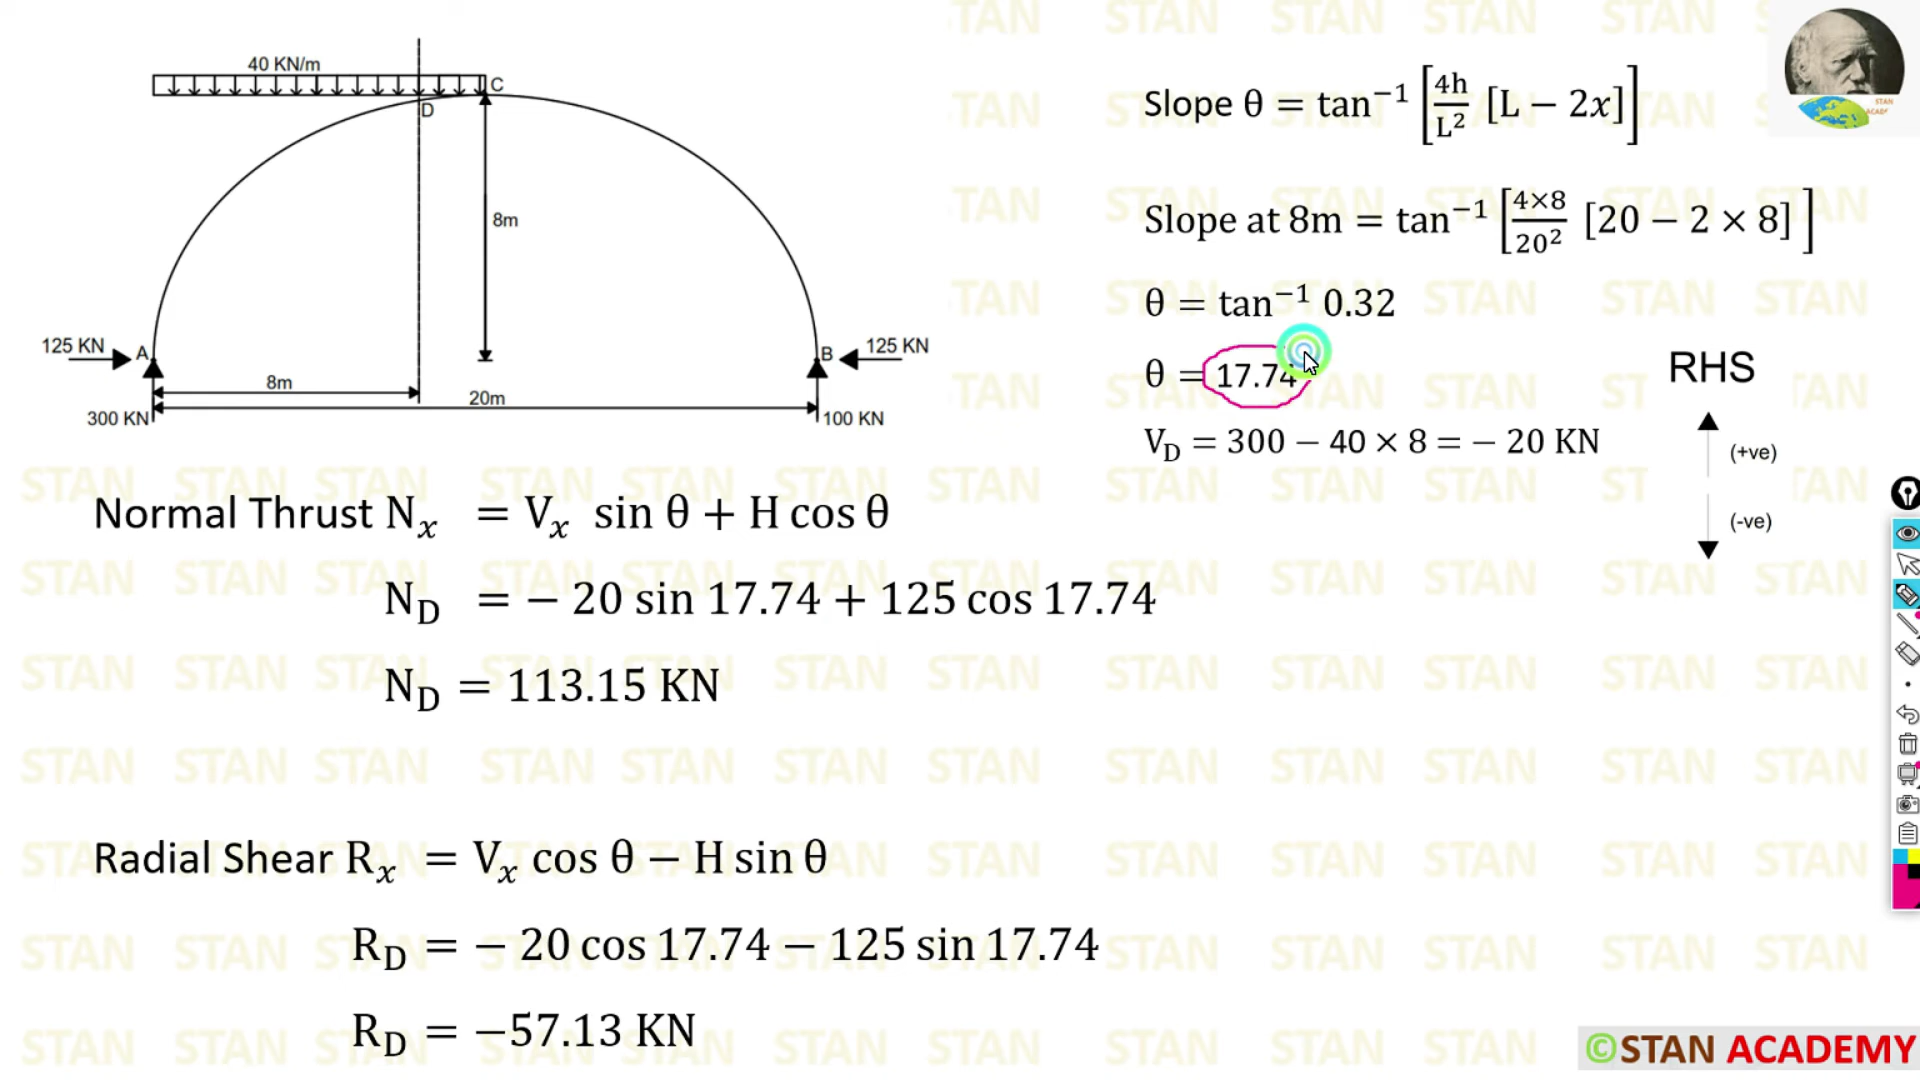 40 KN/m
C
D
8m
125 KN
A
B
125 KN
8m
20m
300 KN
100 KN
Slope θ = tan⁻¹ [4h/L² [L − 2x]]
Slope at 8m = tan⁻¹ [4×8/20² [20 − 2 × 8]]
θ = tan⁻¹ 0.32
θ = 17.74
V_D = 300 − 40 × 8 = − 20 KN
RHS
(+ve)
(-ve)
Normal Thrust N_x = V_x sin θ + H cos θ
N_D = − 20 sin 17.74 + 125 cos 17.74
N_D = 113.15 KN
Radial Shear R_x = V_x cos θ − H sin θ
R_D = − 20 cos 17.74 − 125 sin 17.74
R_D = −57.13 KN
STAN
©STAN ACADEMY